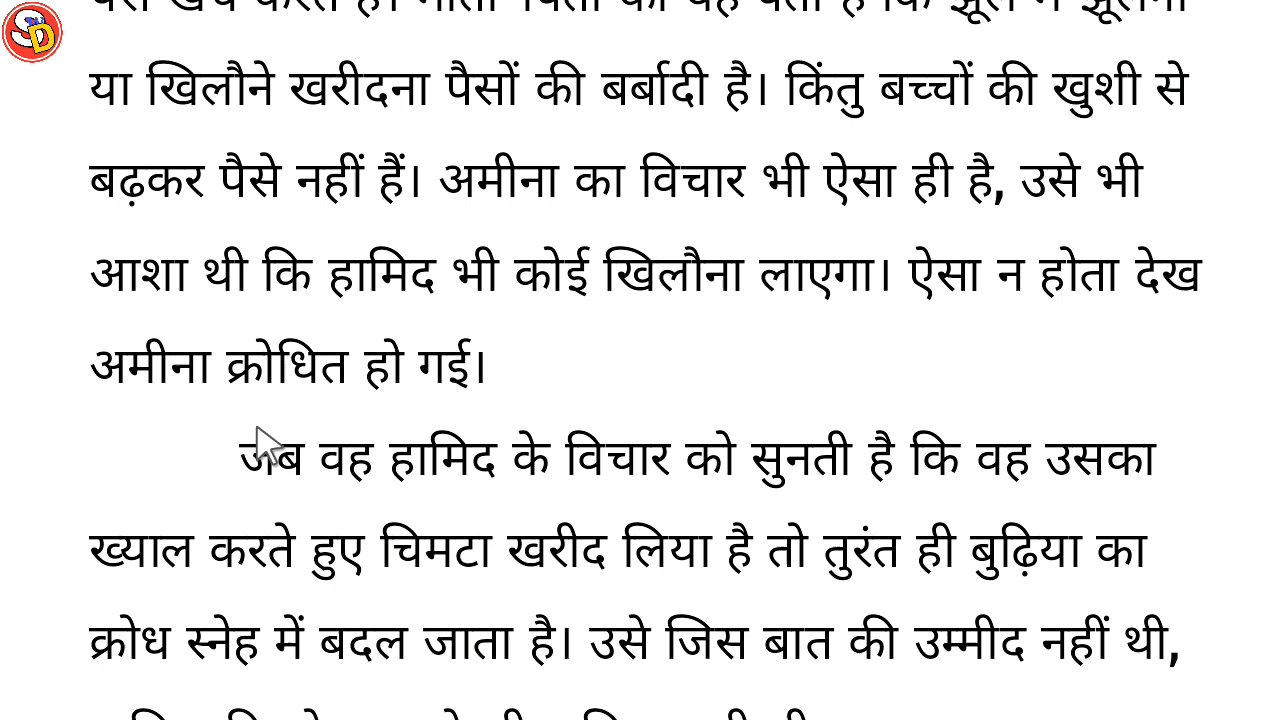 SD
या खिलौने खरीदना पैसों की बर्बादी है। किंतु बच्चों की खुशी से
बढ़कर पैसे नहीं हैं। अमीना का विचार भी ऐसा ही है, उसे भी
आशा थी कि हामिद भी कोई खिलौना लाएगा। ऐसा न होता देख
अमीना क्रोधित हो गई।
जब वह हामिद के विचार को सुनती है कि वह उसका
ख्याल करते हुए चिमटा खरीद लिया है तो तुरंत ही बुढ़िया का
क्रोध स्नेह में बदल जाता है। उसे जिस बात की उम्मीद नहीं थी,